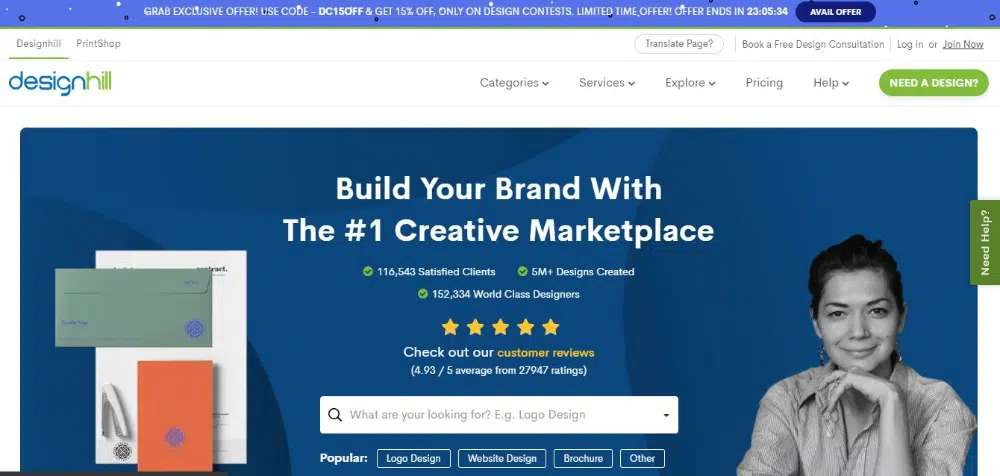 GRAB EXCLUSIVE OFFER! USE CODE - DC15OFF & GET 15% OFF, ONLY ON DESIGN CONTESTS. LIMITED TIME OFFER! OFFER ENDS IN 23:05:34 AVAIL OFFER
Designhill PrintShop Translate Page? Book a Free Design Consultation Log In or Join Now
designhill Categories Services Explore Pricing Help NEED A DESIGN?
Build Your Brand With
The #1 Creative Marketplace
116,543 Satisfied Clients 5M+ Designs Created
152,334 World Class Designers
Check out our customer reviews
(4.93 / 5 average from 27947 ratings)
What are your looking for? E.g. Logo Design
Popular: Logo Design Website Design Brochure Other
Need Help?